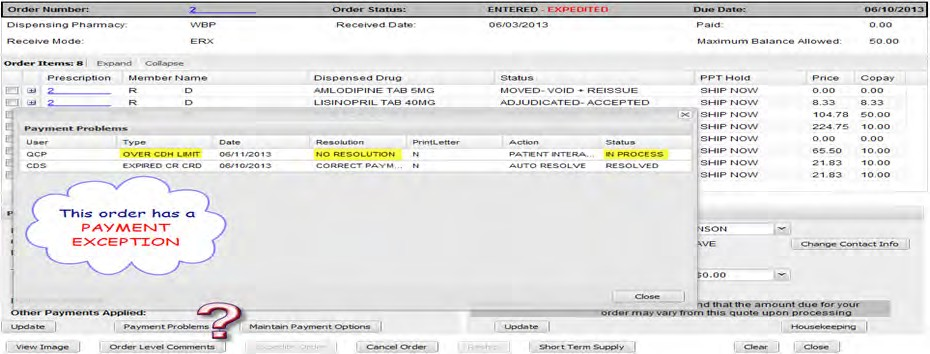 Order Number: 2 Order Status: ENTERED - EXPEDITED Due Date: 06/10/2013
Dispensing Pharmacy: WBP Received Date: 06/03/2013 Paid: 0.00
Receive Mode: ERX Maximum Balance Allowed: 50.00
Order Items: 8 Expand Collapse
Prescription Member Name Dispensed Drug Status PPT Hold Price Copay
2 R D AMLODIPINE TAB 5MG MOVED- VOID + REISSUE SHIP NOW 0.00 0.00
2 R D LISINOPRIL TAB 40MG ADJUDICATED- ACCEPTED SHIP NOW 8.33 8.33
SHIP NOW 104.78 50.00
Payment Problems SHIP NOW 224.75 10.00
User Type Date Resolution PrintLetter Action Status SHIP NOW 0.00 0.00
QCP OVER CDH LIMIT 06/11/2013 NO RESOLUTION N PATIENT INTERA... IN PROCESS SHIP NOW 65.50 10.00
CDS EXPIRED CR CRD 06/10/2013 CORRECT PAYM... N AUTO RESOLVE RESOLVED SHIP NOW 21.83 10.00
SHIP NOW 21.83 10.00
This order has a
PAYMENT
EXCEPTION
NSON
AVE Change Contact Info
$0.00
Close
nd that the amount due for your
Other Payments Applied: order may vary from this quote upon processing
?
Update Payment Problems Maintain Payment Options Update Housekeeping
View Image Order Level Comments Cancel Order Short Term Supply Clear Close